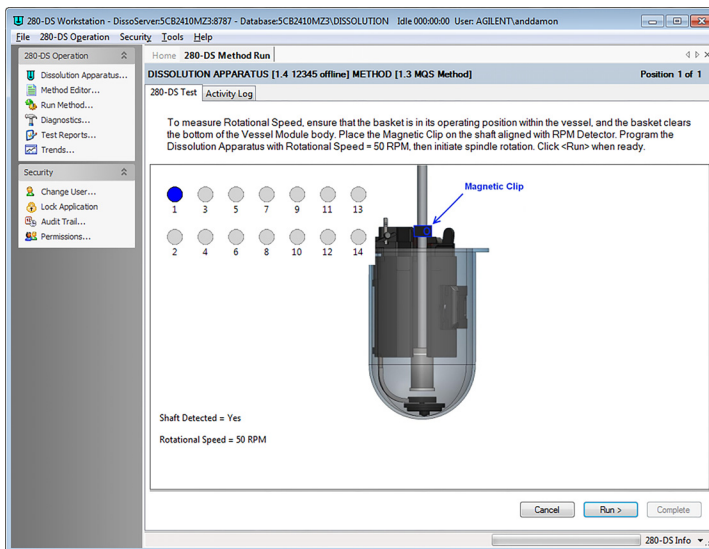 280-DS Workstation - DissoServer:5CB2410MZ3:8787 - Database:5CB2410MZ3\DISSOLUTION Idle 000:00:00 User: AGILENT\anddamon
File 280-DS Operation Security Tools Help
280-DS Operation
Dissolution Apparatus...
Method Editor...
Run Method...
Diagnostics...
Test Reports...
Trends...
Security
Change User...
Lock Application
Audit Trail...
Permissions...
Home 280-DS Method Run
DISSOLUTION APPARATUS [1.4 12345 offline] METHOD [1.3 MQS Method] Position 1 of 1
280-DS Test Activity Log
To measure Rotational Speed, ensure that the basket is in its operating position within the vessel, and the basket clears
the bottom of the Vessel Module body. Place the Magnetic Clip on the shaft aligned with RPM Detector. Program the
Dissolution Apparatus with Rotational Speed = 50 RPM, then initiate spindle rotation. Click <Run> when ready.
Magnetic Clip
1 3 5 7 9 11 13
2 4 6 8 10 12 14
Shaft Detected = Yes
Rotational Speed = 50 RPM
Cancel Run > Complete
280-DS Info